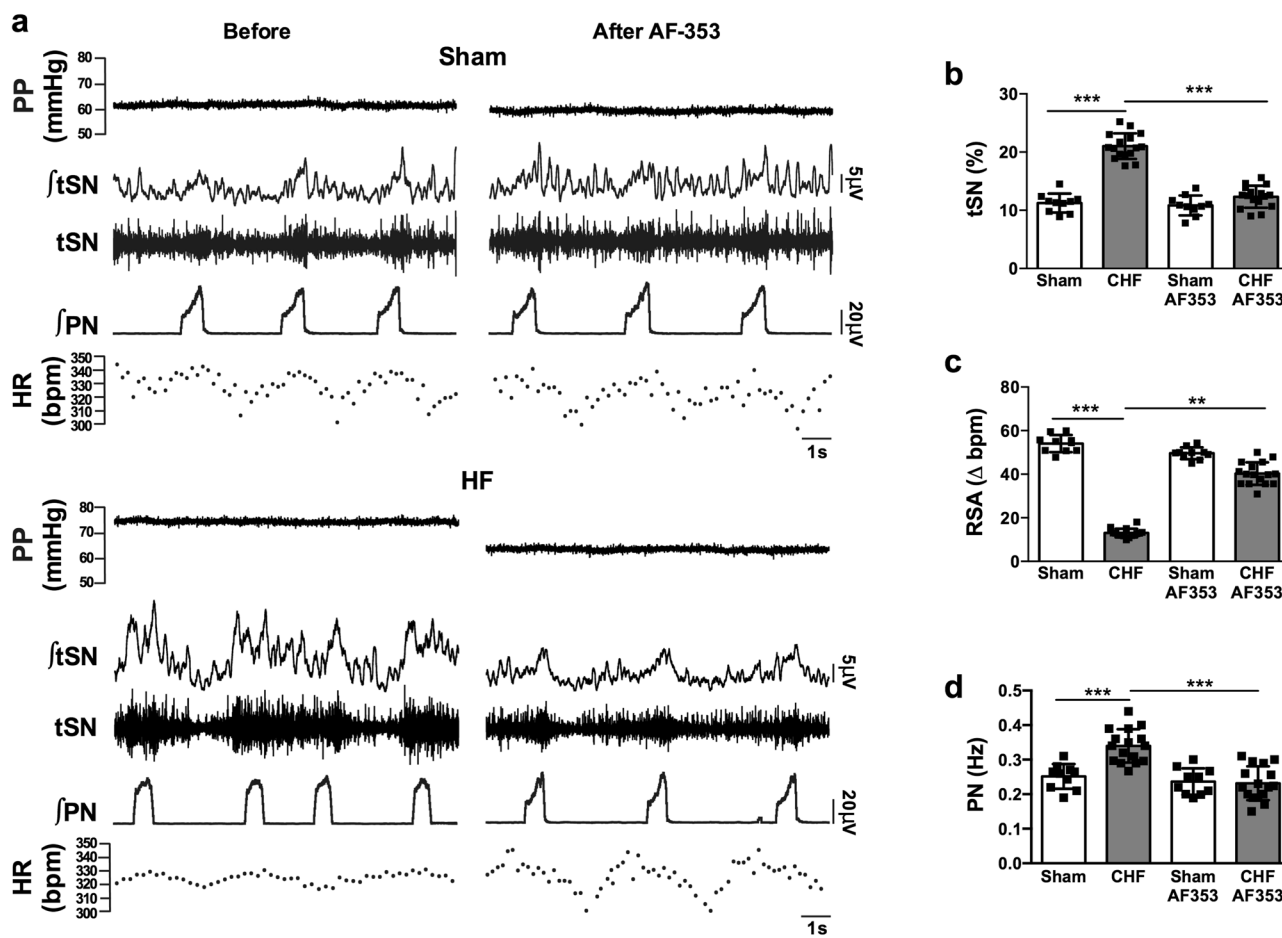 a
Before
After AF-353
Sham
PP
(mmHg)
80
70
60
50
∫tSN
5µV
tSN
∫PN
20µV
HR
(bpm)
350
340
330
320
310
300
1s
HF
PP
(mmHg)
80
70
60
50
∫tSN
5µV
tSN
∫PN
20µV
HR
(bpm)
350
340
330
320
310
300
1s
b
***
***
tSN (%)
30
20
10
0
Sham
CHF
Sham
AF353
CHF
AF353
c
***
**
RSA (Δ bpm)
80
60
40
20
0
Sham
CHF
Sham
AF353
CHF
AF353
d
***
***
PN (Hz)
0.5
0.4
0.3
0.2
0.1
0.0
Sham
CHF
Sham
AF353
CHF
AF353